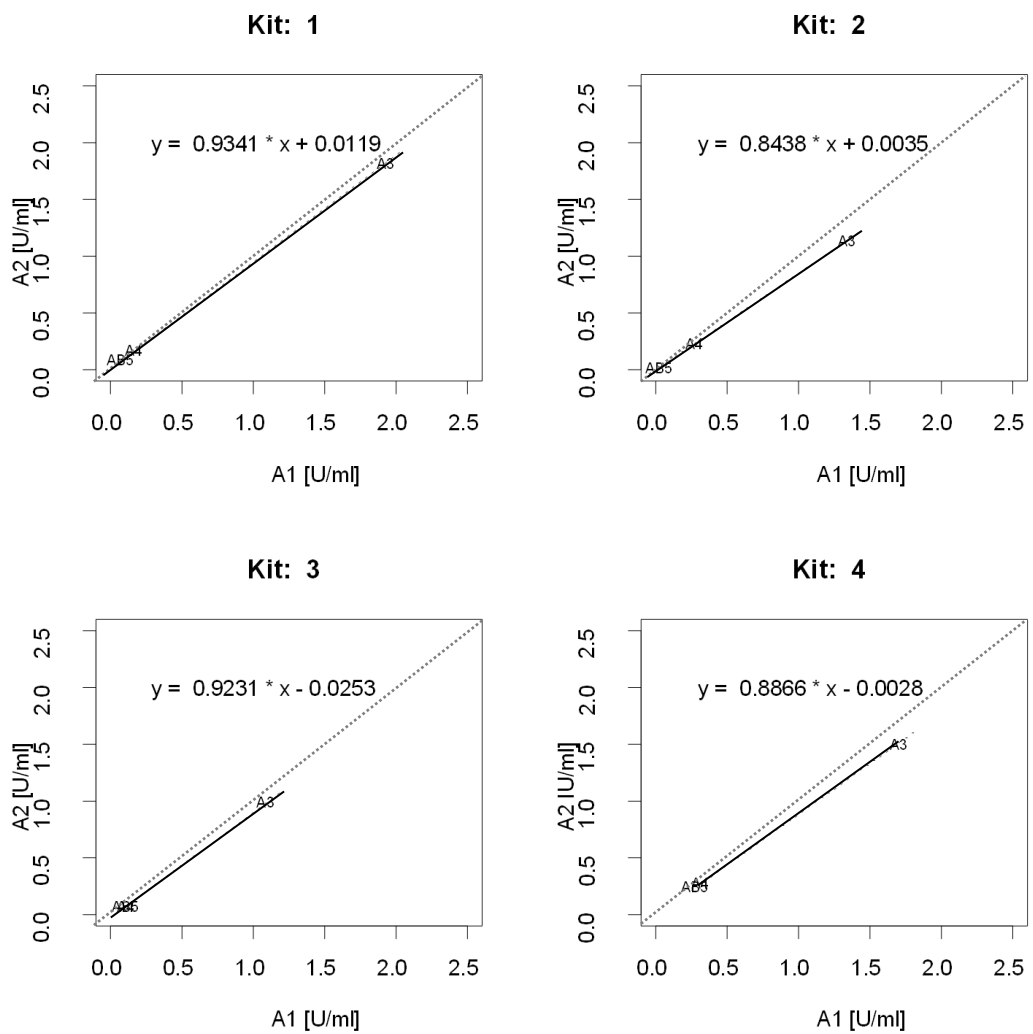 Kit: 1
y = 0.9341 * x + 0.0119
A3
A4
AB5
A2 [U/ml]
0.0 0.5 1.0 1.5 2.0 2.5
0.0 0.5 1.0 1.5 2.0 2.5
A1 [U/ml]
Kit: 2
y = 0.8438 * x + 0.0035
A3
A4
AB5
A2 [U/ml]
0.0 0.5 1.0 1.5 2.0 2.5
0.0 0.5 1.0 1.5 2.0 2.5
A1 [U/ml]
Kit: 3
y = 0.9231 * x - 0.0253
A3
A2 [U/ml]
0.0 0.5 1.0 1.5 2.0 2.5
0.0 0.5 1.0 1.5 2.0 2.5
A1 [U/ml]
Kit: 4
y = 0.8866 * x - 0.0028
A3
A2 [U/ml]
0.0 0.5 1.0 1.5 2.0 2.5
0.0 0.5 1.0 1.5 2.0 2.5
A1 [U/ml]